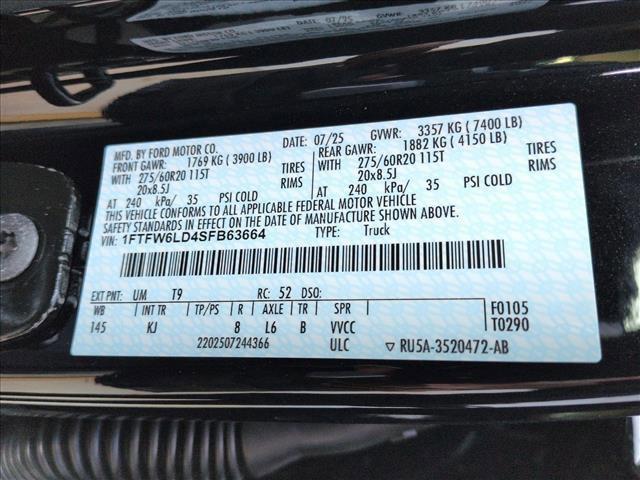 MFD. BY FORD MOTOR CO. DATE: 07/25 GVWR: 3357 KG ( 7400 LB)
FRONT GAWR: 1769 KG ( 3900 LB) REAR GAWR: 1882 KG ( 4150 LB)
WITH 275/60R20 115T TIRES WITH 275/60R20 115T TIRES
20x8.5J RIMS 20x8.5J RIMS
AT 240 kPa/ 35 PSI COLD AT 240 kPa/ 35 PSI COLD
THIS VEHICLE CONFORMS TO ALL APPLICABLE FEDERAL MOTOR VEHICLE
SAFETY STANDARDS IN EFFECT ON THE DATE OF MANUFACTURE SHOWN ABOVE.
VIN: 1FTFW6LD4SFB63664 TYPE: Truck
EXT PNT: UM T9 RC: 52 DSO:
WB INT TR TP/PS R AXLE TR SPR F0105
145 KJ 8 L6 B VVCC T0290
2202507244366 ULC RU5A-3520472-AB